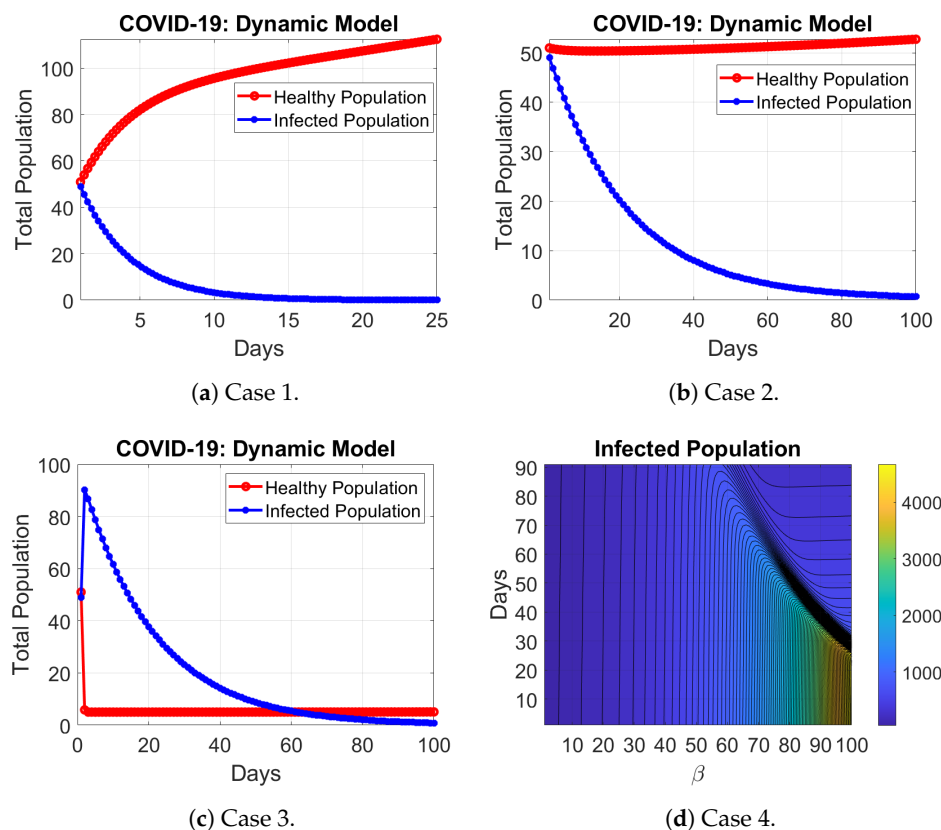 COVID-19: Dynamic Model
Total Population
100
80
60
40
20
0
5
10
15
20
25
Days
Healthy Population
Infected Population
(a) Case 1.
COVID-19: Dynamic Model
Total Population
50
40
30
20
10
0
20
40
60
80
100
Days
Healthy Population
Infected Population
(b) Case 2.
COVID-19: Dynamic Model
Total Population
100
80
60
40
20
0
0
20
40
60
80
100
Days
Healthy Population
Infected Population
(c) Case 3.
Infected Population
Days
90
80
70
60
50
40
30
20
10
10 20 30 40 50 60 70 80 90 100
β
4000
3000
2000
1000
(d) Case 4.